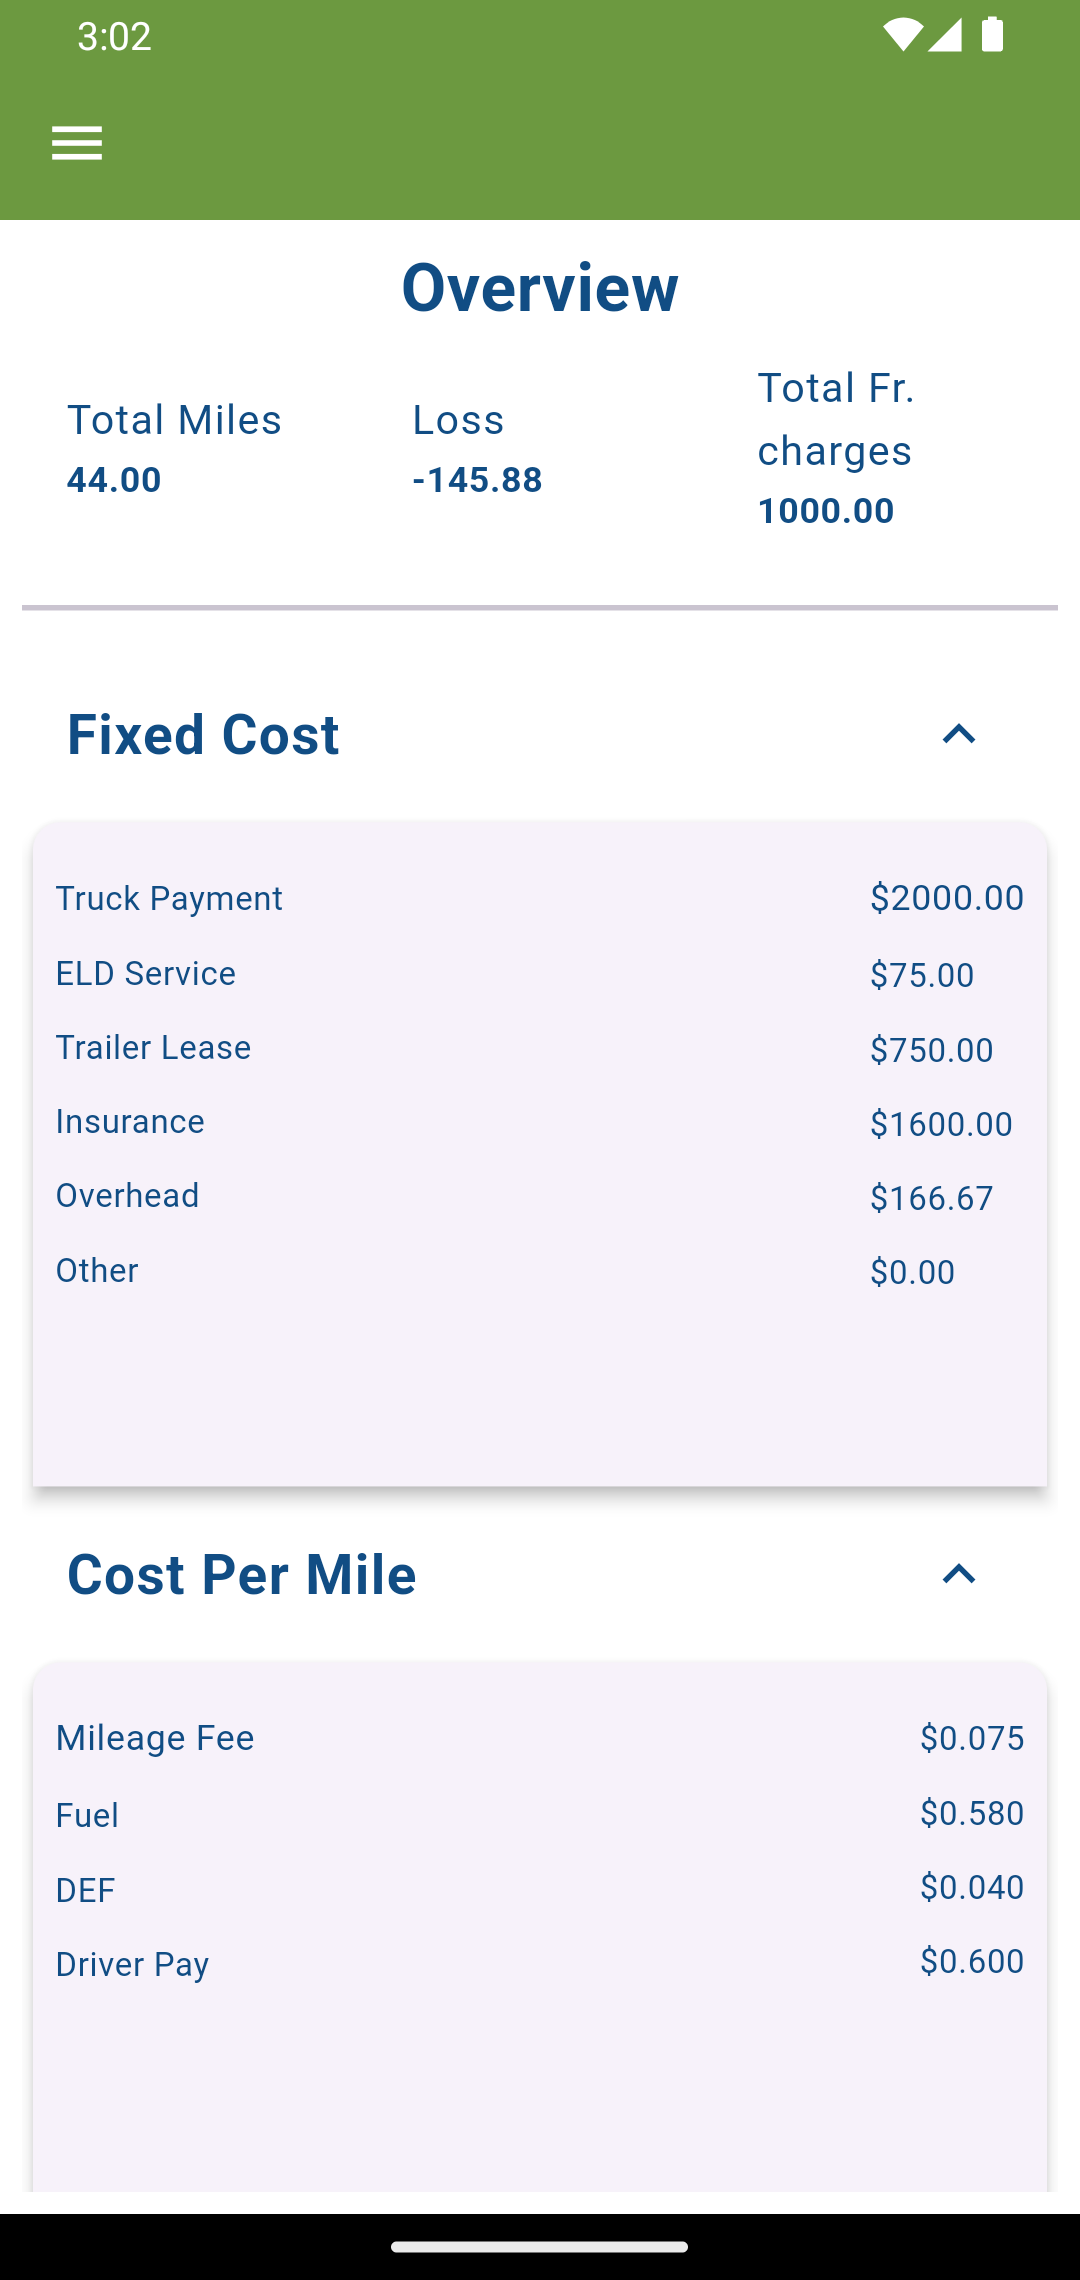 3:02
Overview
Total Miles
44.00
Loss
-145.88
Total Fr.
charges
1000.00
Fixed Cost
Truck Payment $2000.00
ELD Service $75.00
Trailer Lease $750.00
Insurance $1600.00
Overhead $166.67
Other $0.00
Cost Per Mile
Mileage Fee $0.075
Fuel $0.580
DEF $0.040
Driver Pay $0.600